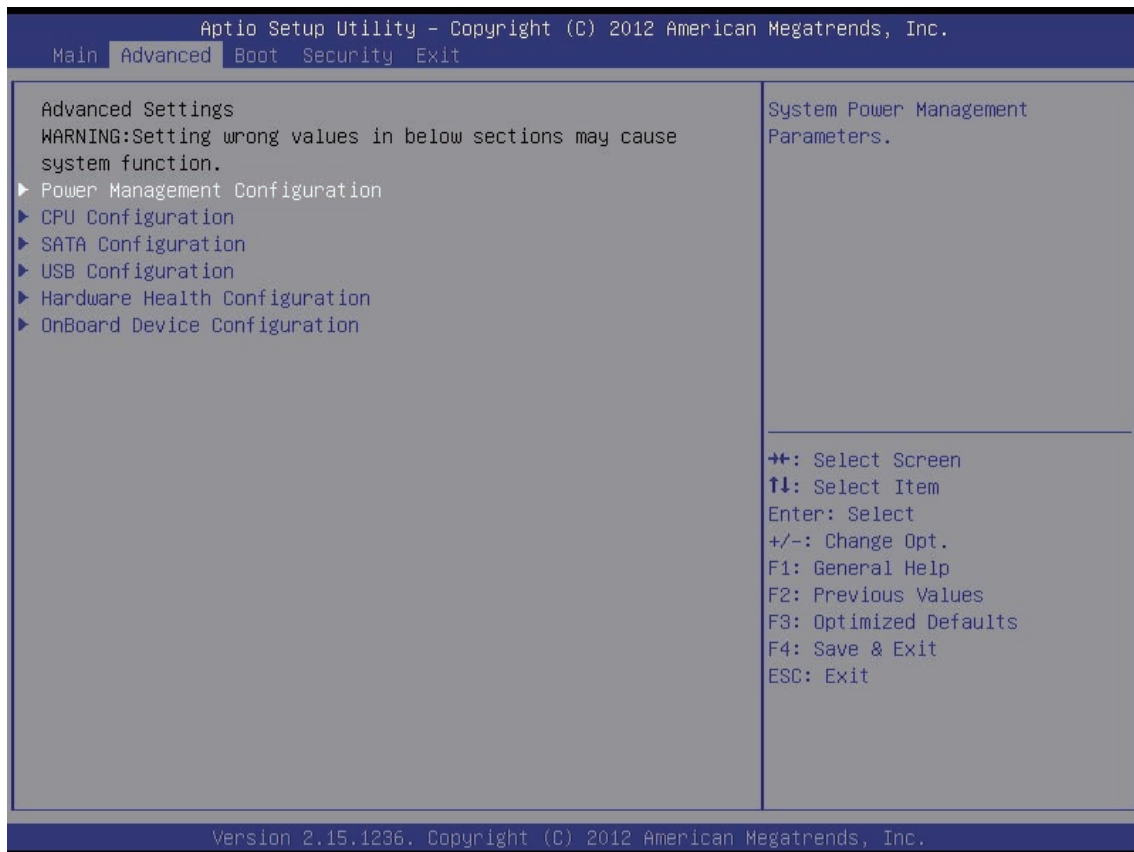 Aptio Setup Utility – Copyright (C) 2012 American Megatrends, Inc.
Main Advanced Boot Security Exit
Advanced Settings
WARNING:Setting wrong values in below sections may cause
system function.
▶ Power Management Configuration
▶ CPU Configuration
▶ SATA Configuration
▶ USB Configuration
▶ Hardware Health Configuration
▶ OnBoard Device Configuration
System Power Management
Parameters.
→←: Select Screen
↑↓: Select Item
Enter: Select
+/-: Change Opt.
F1: General Help
F2: Previous Values
F3: Optimized Defaults
F4: Save & Exit
ESC: Exit
Version 2.15.1236. Copyright (C) 2012 American Megatrends, Inc.